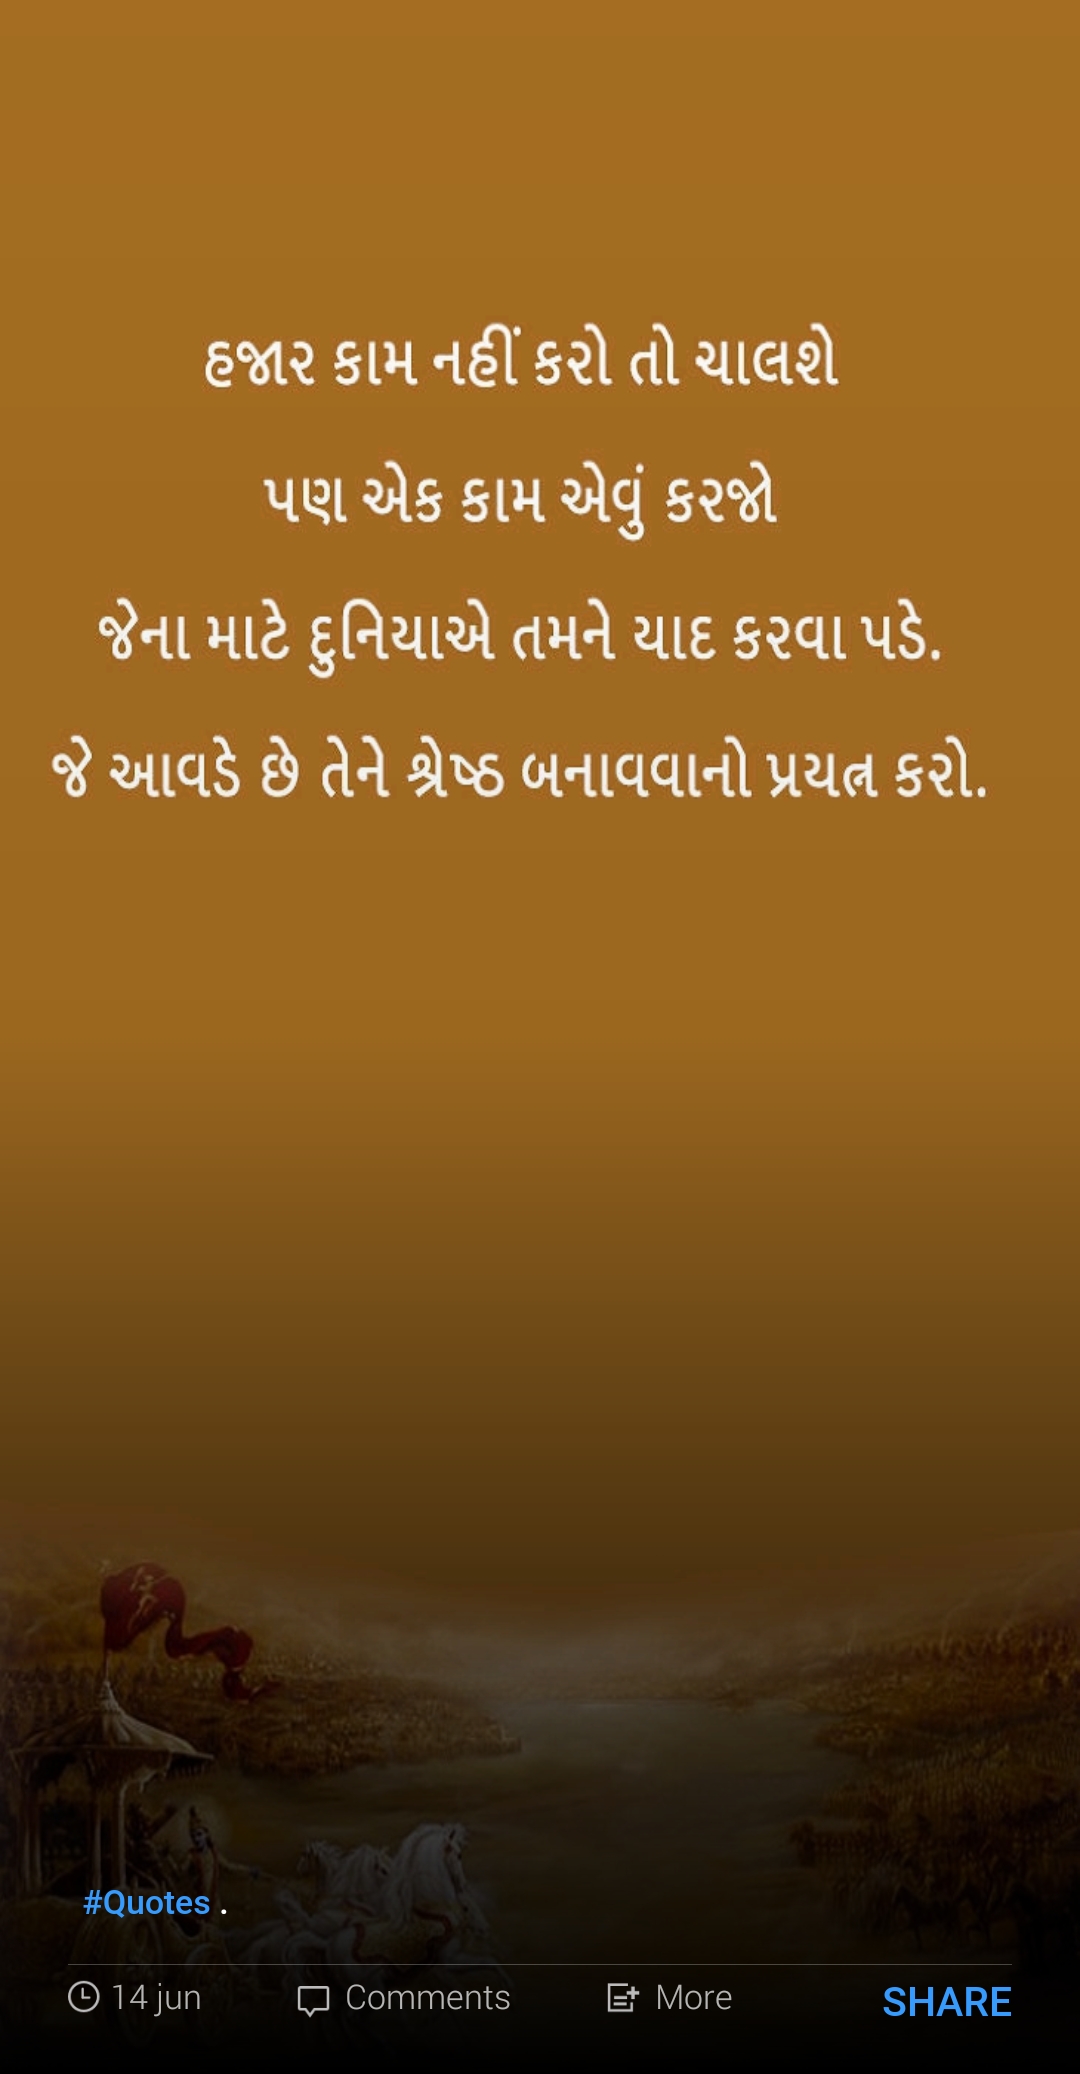 હજાર કામ નહીં કરો તો ચાલશે
પણ એક કામ એવું કરજો
જેના માટે દુનિયાએ તમને યાદ કરવા પડે.
જે આવડે છે તેને શ્રેષ્ઠ બનાવવાનો પ્રયત્ન કરો.
#Quotes .
14 jun Comments More SHARE